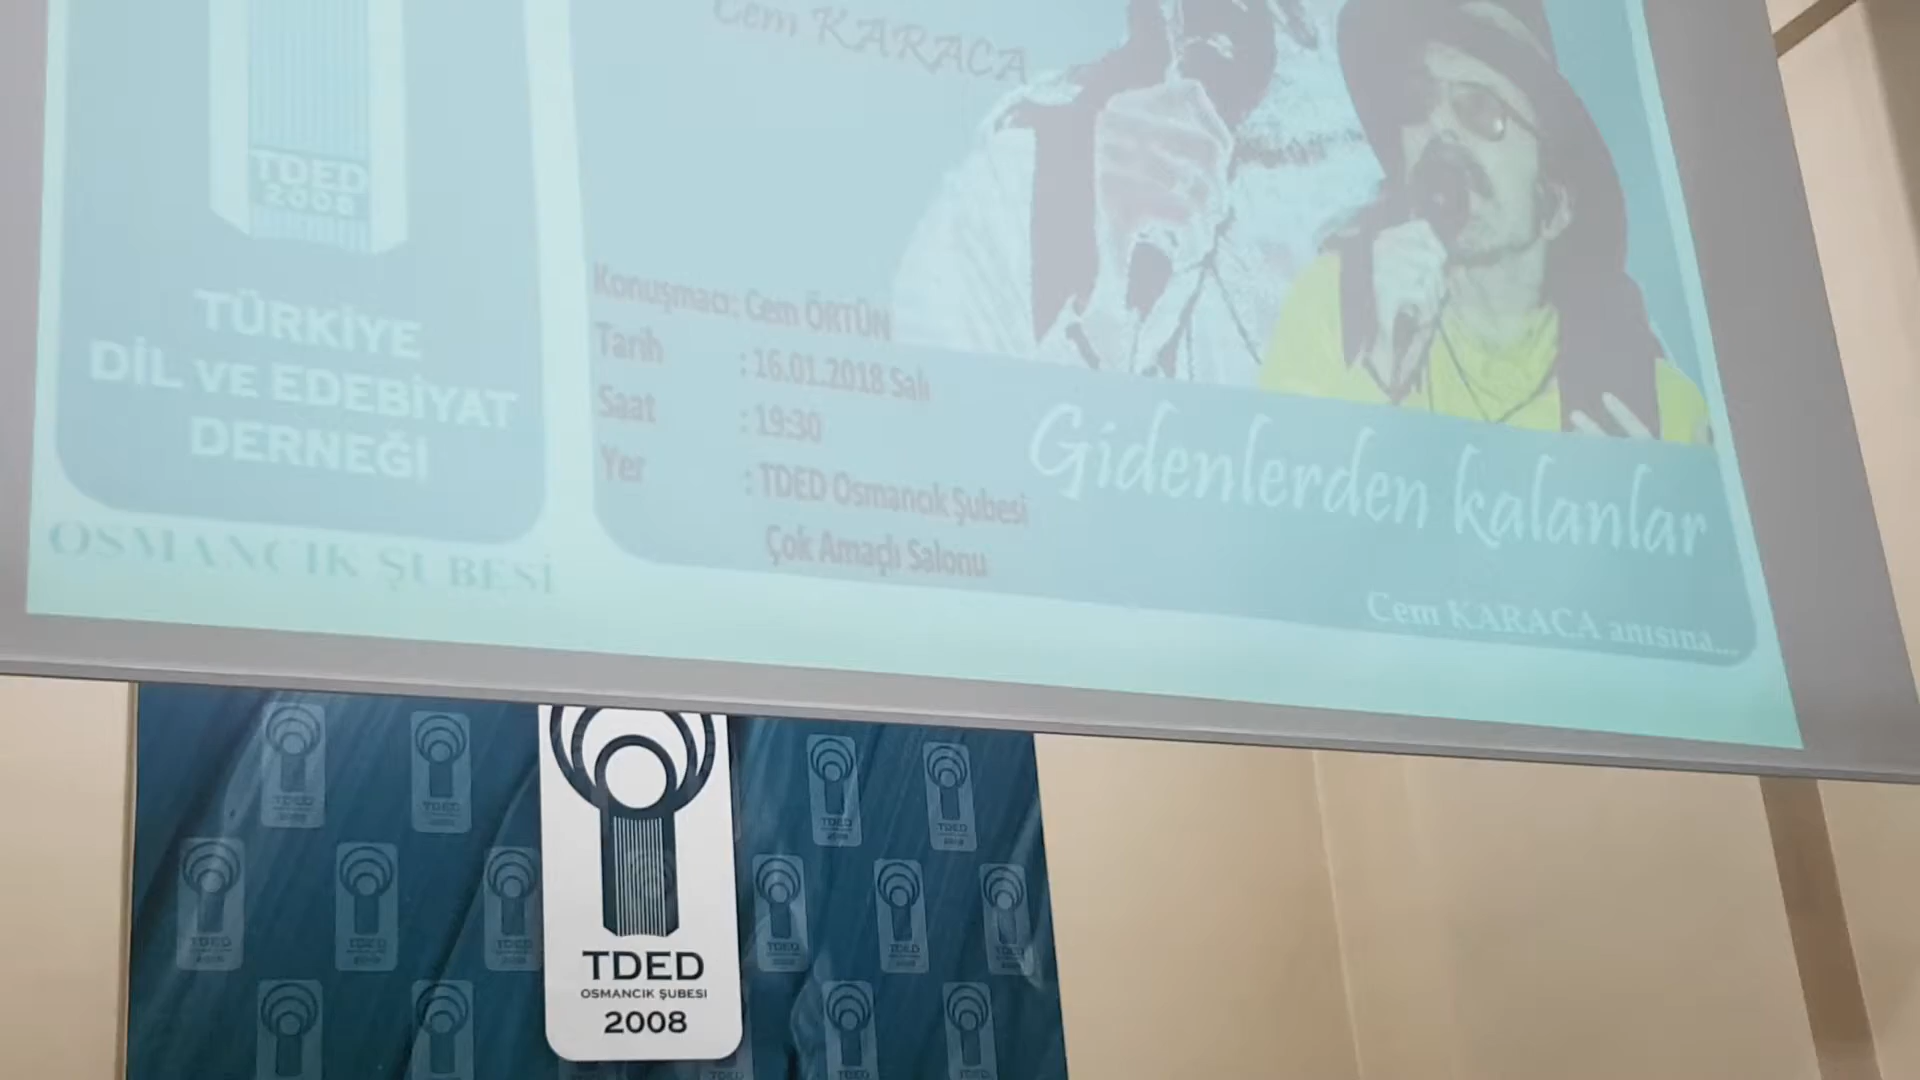 Cem KARACA
TDED
2008
TÜRKİYE
DİL VE EDEBİYAT
DERNEĞİ
OSMANCIK ŞUBESİ
Konuşmacı: Cem ÖRTÜN
Tarih : 16.01.2018 Salı
Saat : 19:30
Yer : TDED Osmancık Şubesi
Çok Amaçlı Salonu
Gidenlerden kalanlar
Cem KARACA anısına...
TDED
OSMANCIK ŞUBESİ
2008